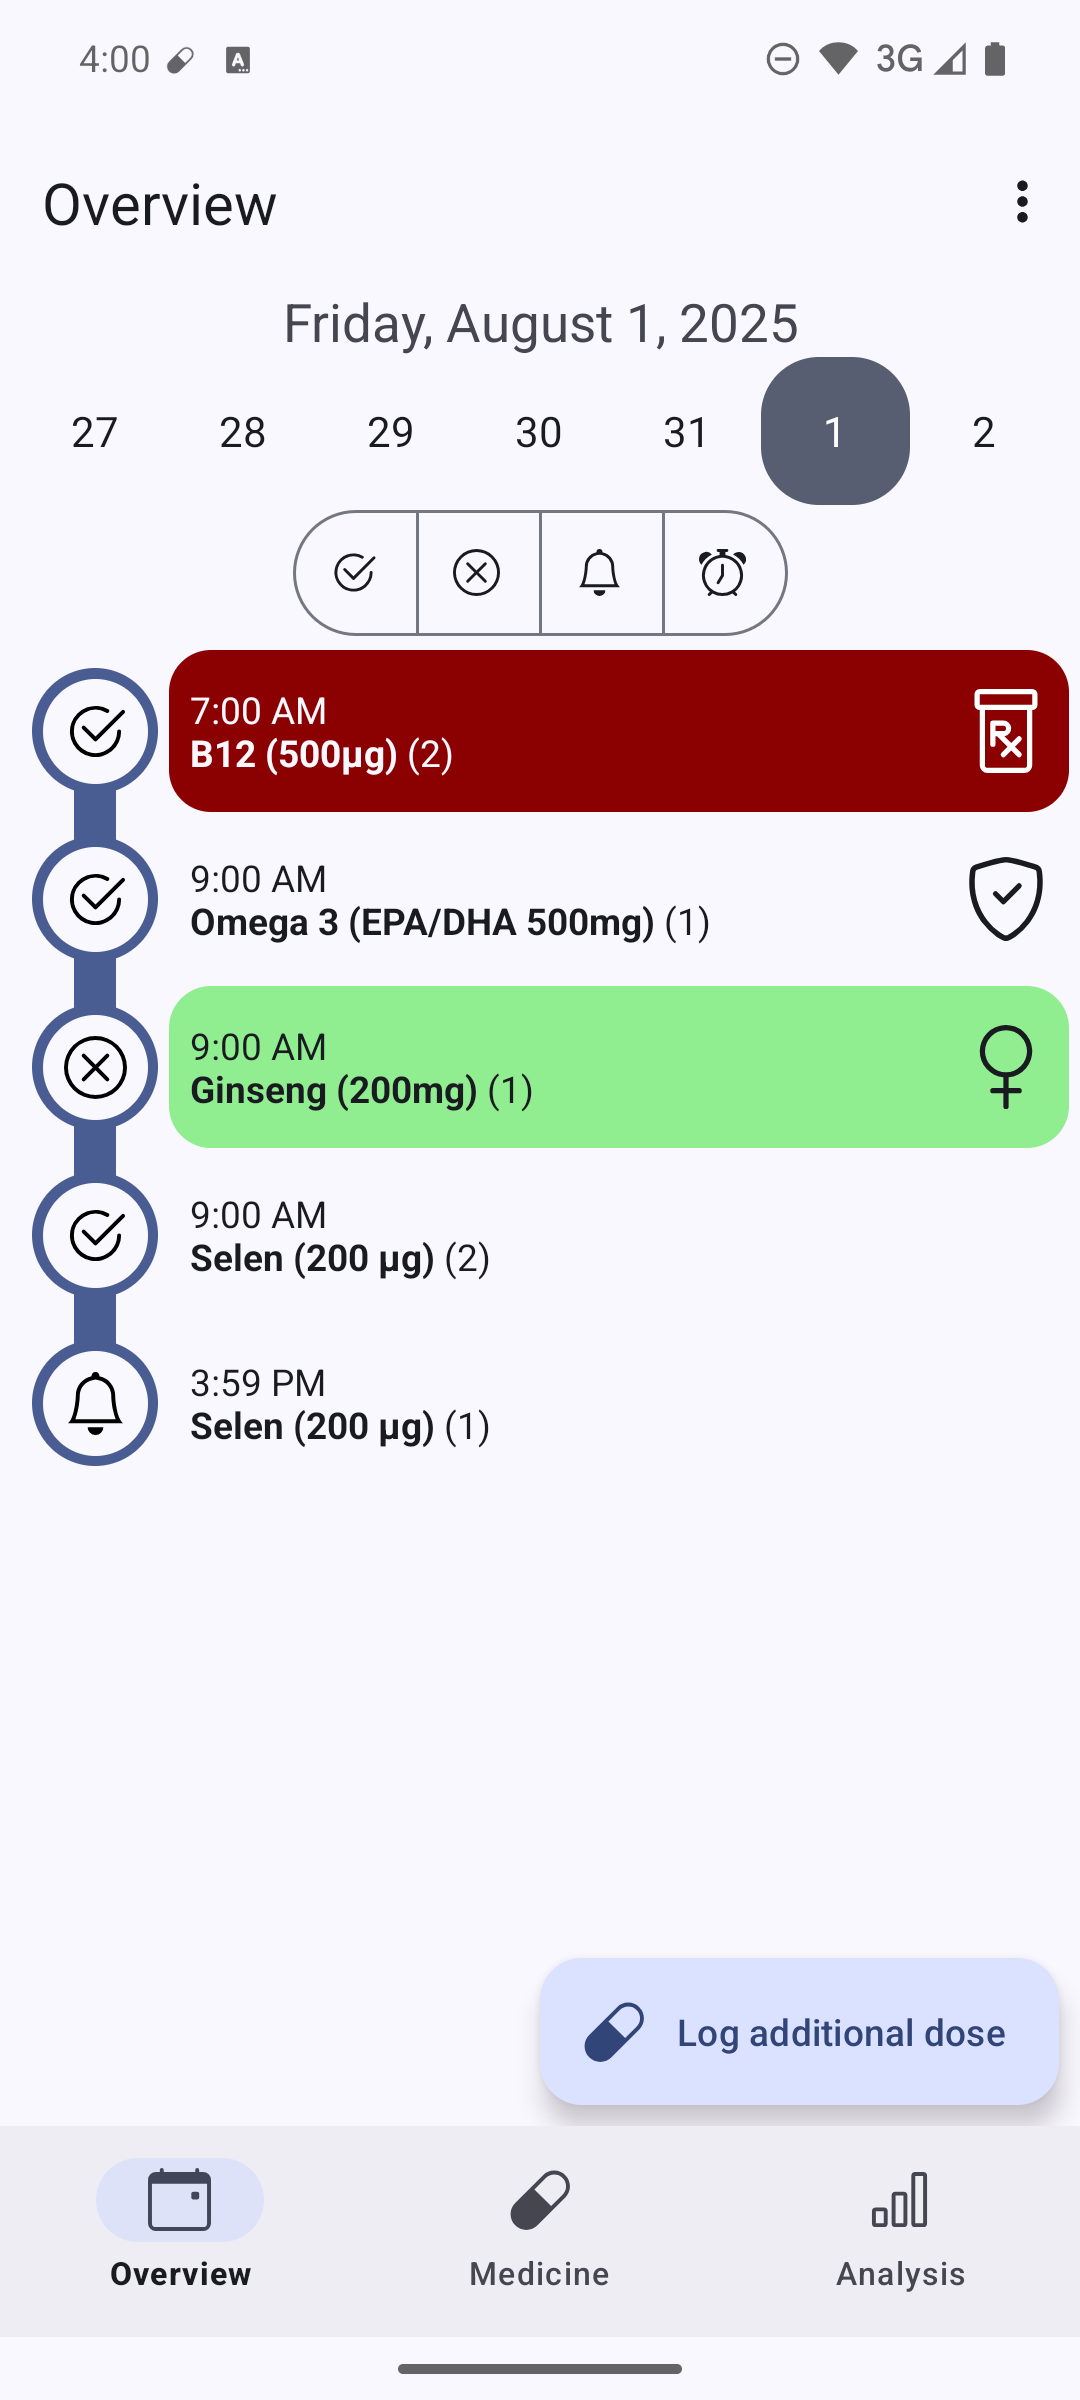 4:00
3G
Overview
Friday, August 1, 2025
27 28 29 30 31 1 2
7:00 AM
B12 (500µg) (2)
9:00 AM
Omega 3 (EPA/DHA 500mg) (1)
9:00 AM
Ginseng (200mg) (1)
9:00 AM
Selen (200 µg) (2)
3:59 PM
Selen (200 µg) (1)
Log additional dose
Overview Medicine Analysis